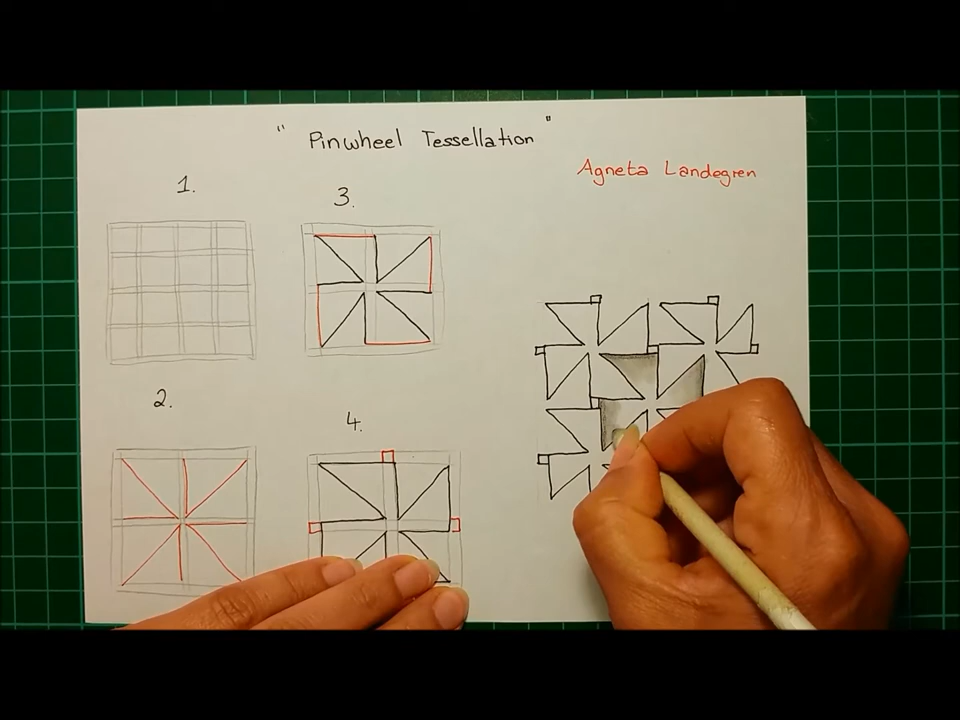 " Pinwheel Tessellation "
Agneta Landegren
1.
3.
2.
4.